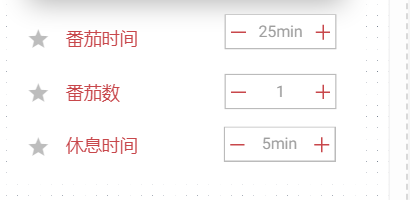 番茄时间 — 25min +
番茄数 — 1 +
休息时间 — 5min +